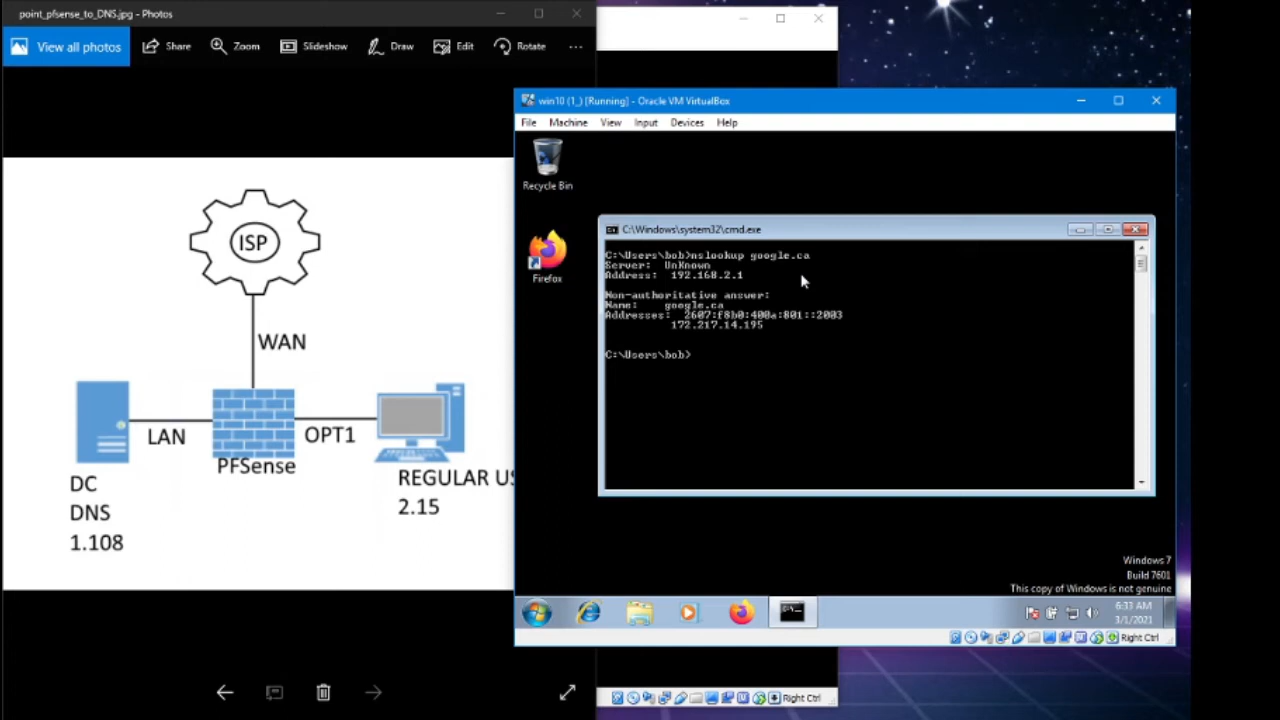 point_pfsense_to_DNS.jpg - Photos
View all photos
Share
Zoom
Slideshow
Draw
Edit
Rotate
ISP
WAN
LAN
OPT1
PFSense
DC
DNS
1.108
REGULAR US
2.15
win10 (1_) [Running] - Oracle VM VirtualBox
File Machine View Input Devices Help
Recycle Bin
Firefox
C:\Windows\system32\cmd.exe
C:\Users\bob>nslookup google.ca
Server: UnKnown
Address: 192.168.2.1
Non-authoritative answer:
Name: google.ca
Addresses: 2607:f8b0:400a:801::2003
172.217.14.195
C:\Users\bob>
Windows 7
Build 7601
This copy of Windows is not genuine
6:33 AM
3/1/2021
Right Ctrl
Right Ctrl